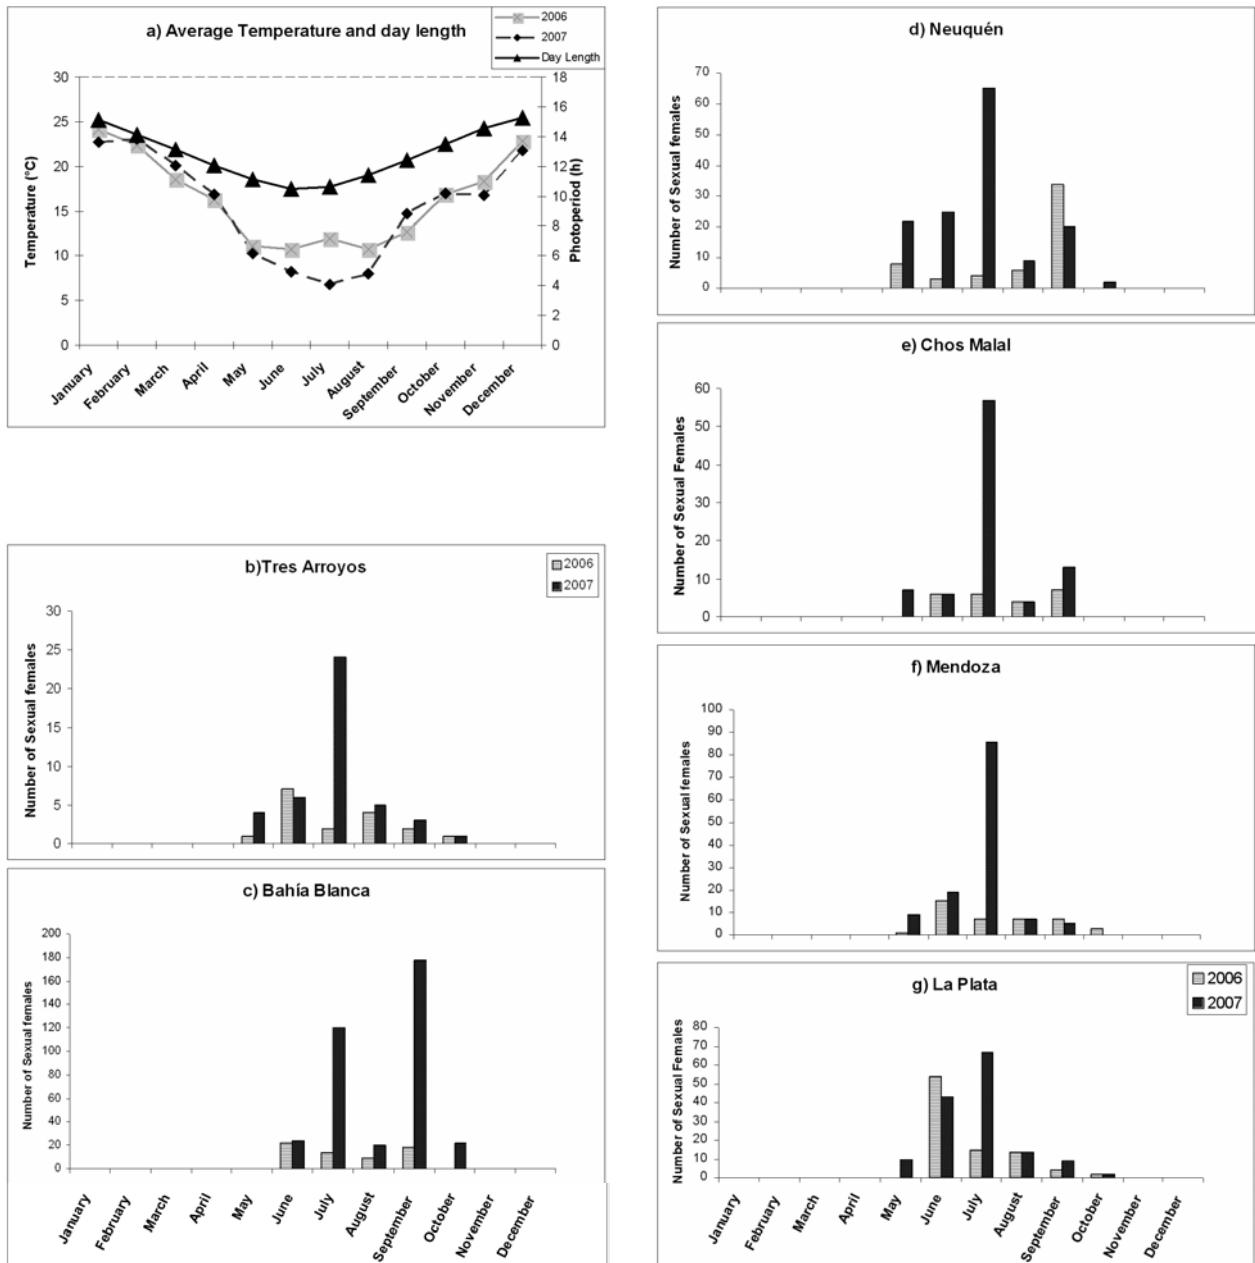 a) Average Temperature and day length
2006
2007
Day Length
Temperature (°C)
30
25
20
15
10
5
0
Photoperiod (h)
18
16
14
12
10
8
6
4
2
0
January
February
March
April
May
June
July
August
September
October
November
December
b)Tres Arroyos
2006
2007
Number of Sexual females
30
25
20
15
10
5
0
c) Bahía Blanca
Number of Sexual females
200
180
160
140
120
100
80
60
40
20
0
January
February
March
April
May
June
July
August
September
October
November
December
d) Neuquén
Number of Sexual females
70
60
50
40
30
20
10
0
e) Chos Malal
Number of Sexual Females
60
50
40
30
20
10
0
f) Mendoza
Number of Sexual females
100
90
80
70
60
50
40
30
20
10
0
g) La Plata
2006
2007
Number of Sexual Females
80
70
60
50
40
30
20
10
0
January
February
March
April
May
June
July
August
September
October
November
December